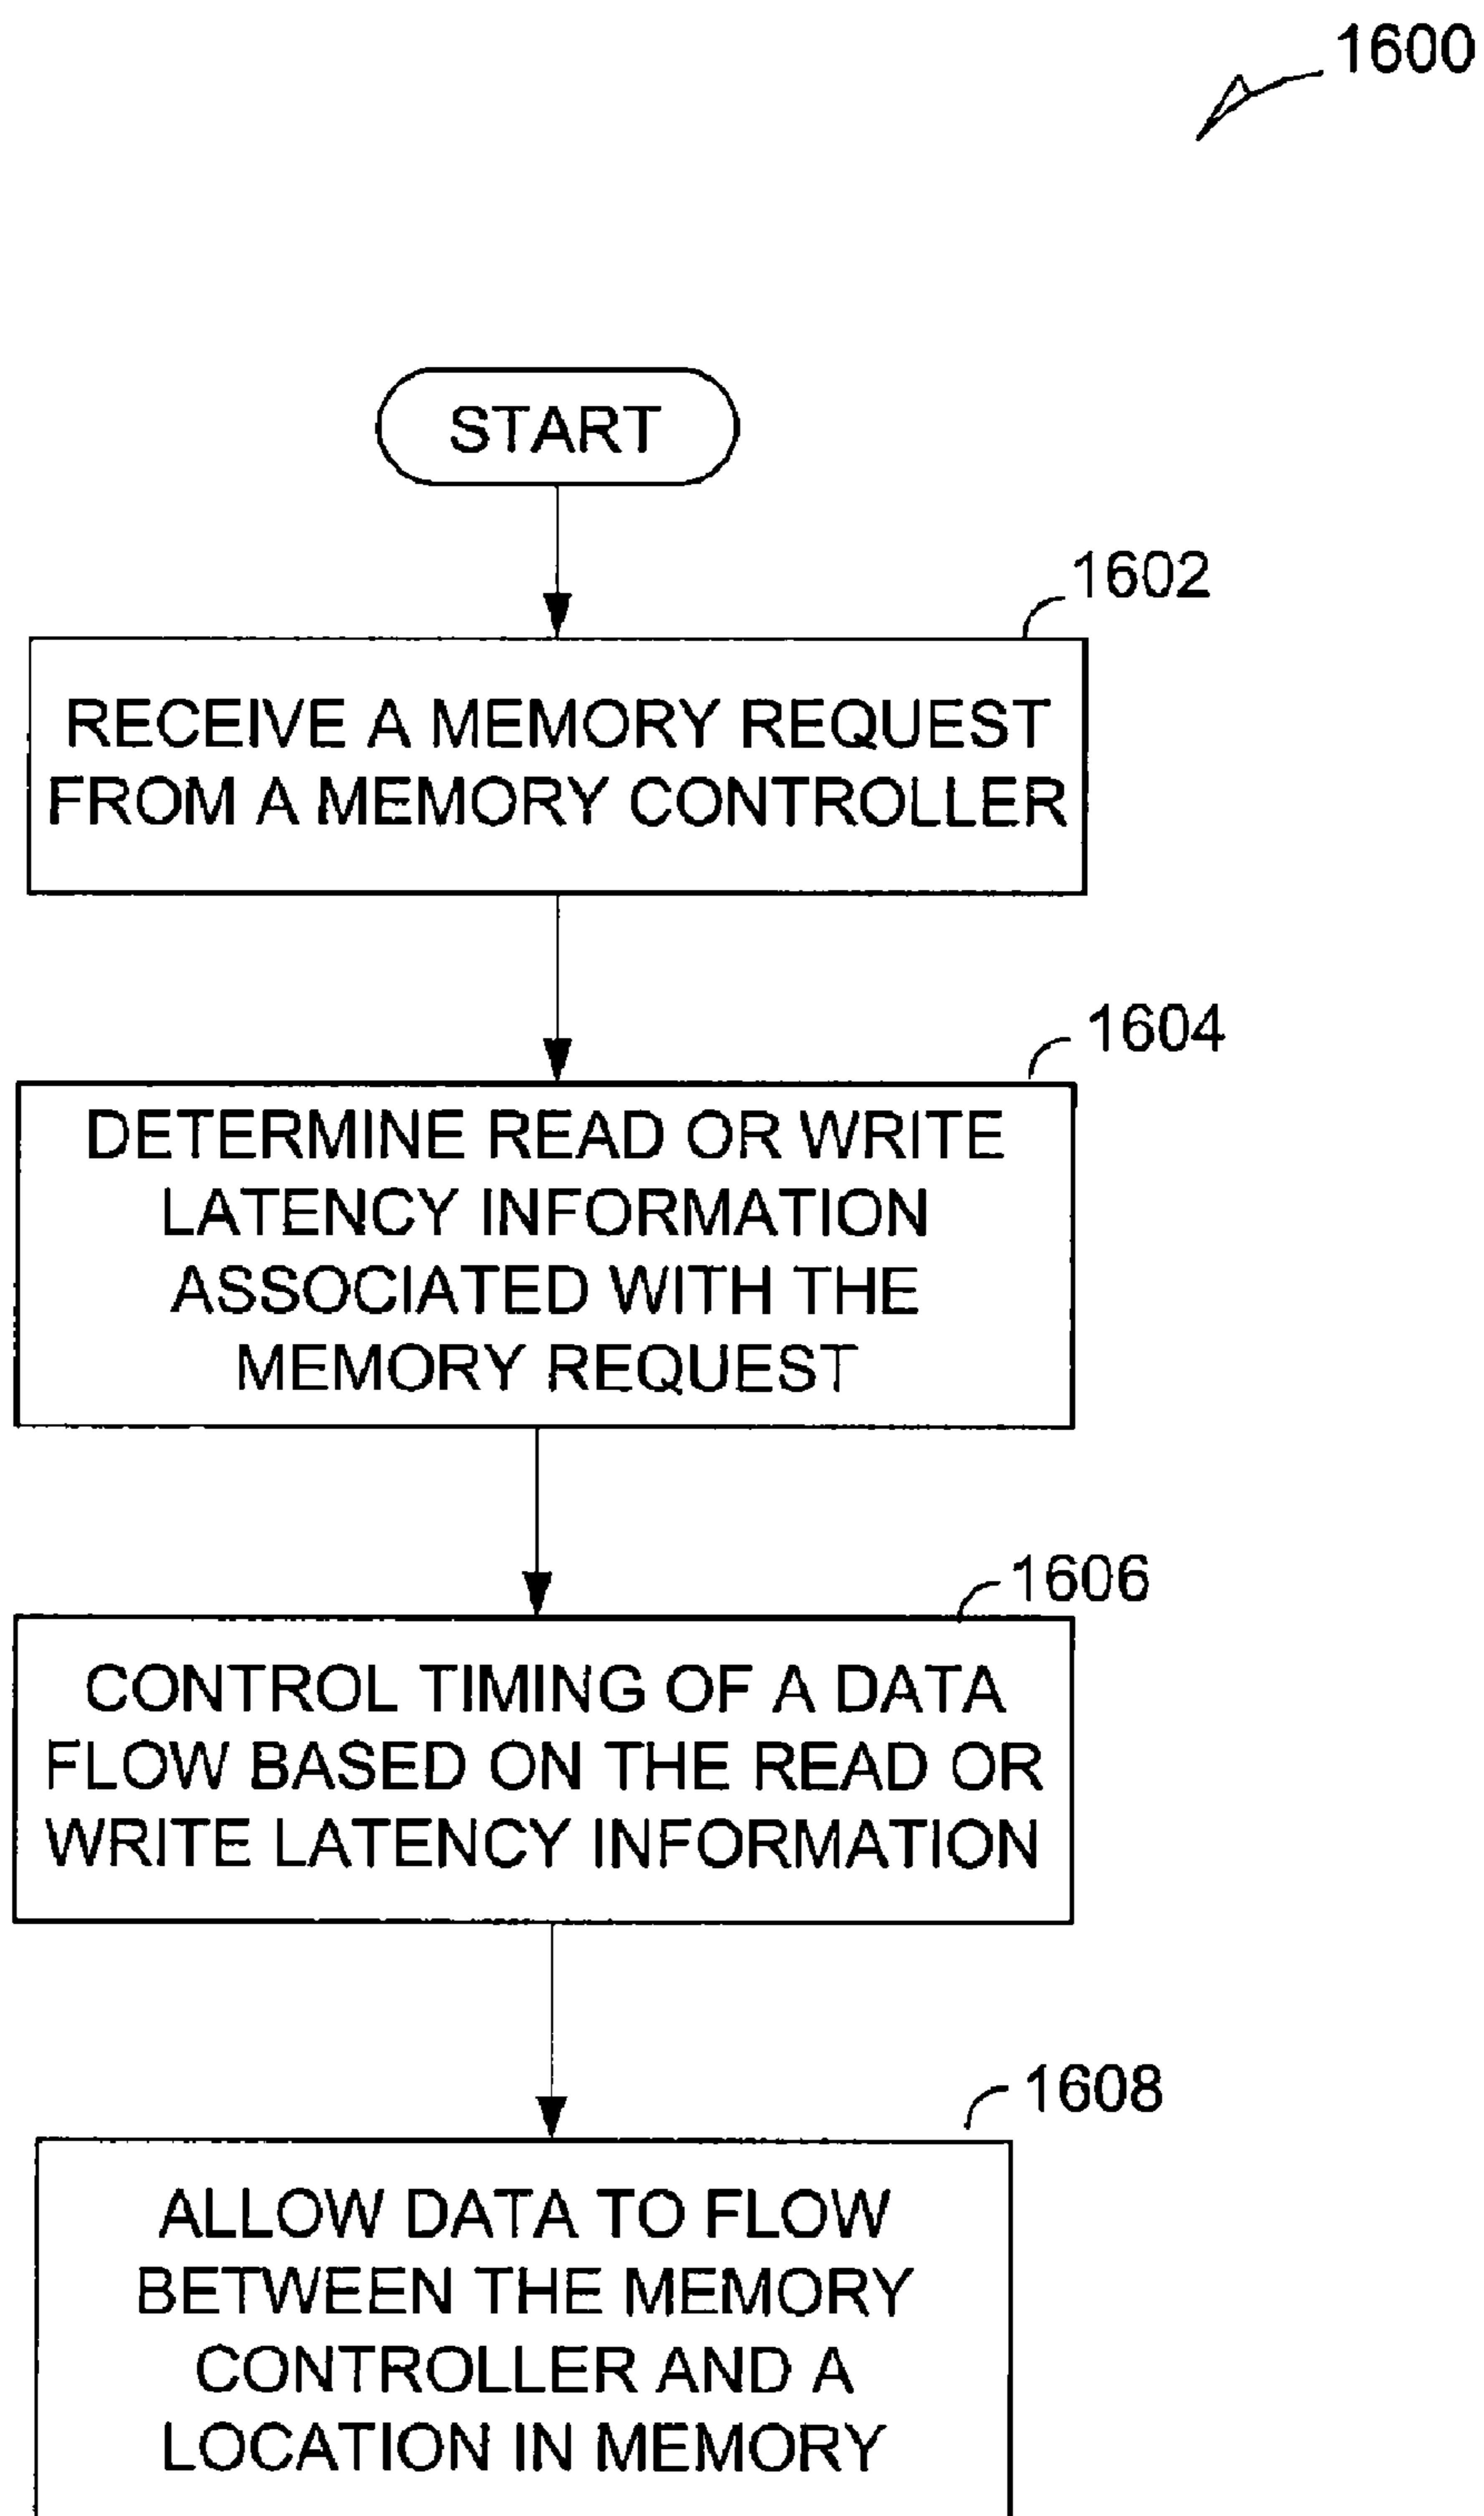 1600
START
1602
RECEIVE A MEMORY REQUEST
FROM A MEMORY CONTROLLER
1604
DETERMINE READ OR WRITE
LATENCY INFORMATION
ASSOCIATED WITH THE
MEMORY REQUEST
1606
CONTROL TIMING OF A DATA
FLOW BASED ON THE READ OR
WRITE LATENCY INFORMATION
1608
ALLOW DATA TO FLOW
BETWEEN THE MEMORY
CONTROLLER AND A
LOCATION IN MEMORY